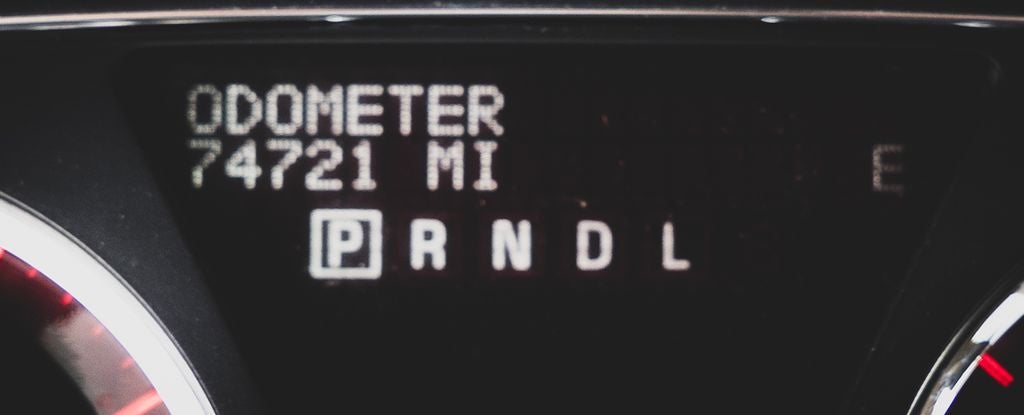 ODOMETER
74721 MI E
P R N D L